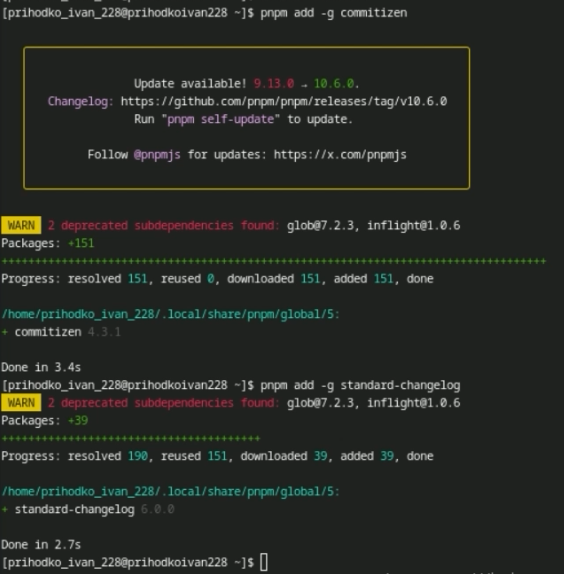 [prihodko_ivan_228@prihodkoivan228 ~]$ pnpm add -g commitizen
Update available! 9.13.0 → 10.6.0.
Changelog: https://github.com/pnpm/pnpm/releases/tag/v10.6.0
Run "pnpm self-update" to update.
Follow @pnpmjs for updates: https://x.com/pnpmjs
WARN 2 deprecated subdependencies found: glob@7.2.3, inflight@1.0.6
Packages: +151
++++++++++++++++++++++++++++++++++++++++++++++++++++++++++++++++++++++++++++++++++++++++++++++
Progress: resolved 151, reused 0, downloaded 151, added 151, done
/home/prihodko_ivan_228/.local/share/pnpm/global/5:
+ commitizen 4.3.1
Done in 3.4s
[prihodko_ivan_228@prihodkoivan228 ~]$ pnpm add -g standard-changelog
WARN 2 deprecated subdependencies found: glob@7.2.3, inflight@1.0.6
Packages: +39
+++++++++++++++++++++++++++++++++++++++
Progress: resolved 190, reused 151, downloaded 39, added 39, done
/home/prihodko_ivan_228/.local/share/pnpm/global/5:
+ standard-changelog 6.0.0
Done in 2.7s
[prihodko_ivan_228@prihodkoivan228 ~]$